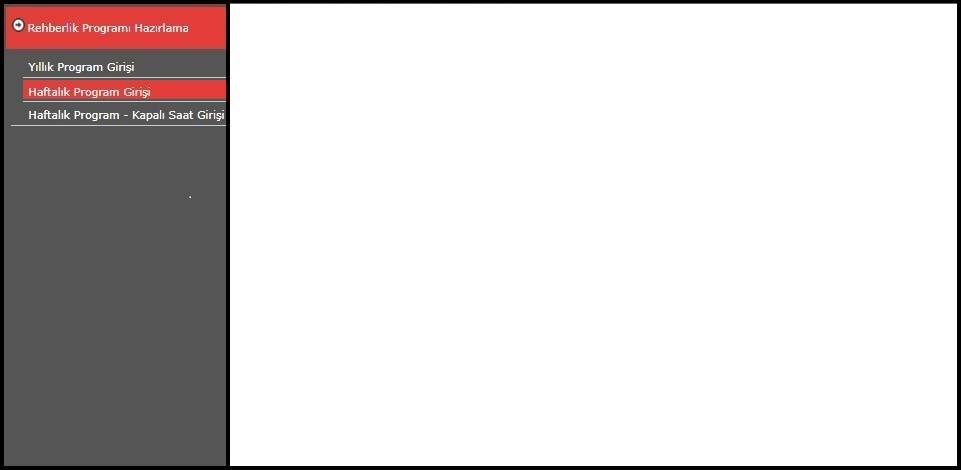 Rehberlik Programı Hazırlama
Yıllık Program Girişi
Haftalık Program Girişi
Haftalık Program - Kapalı Saat Girişi